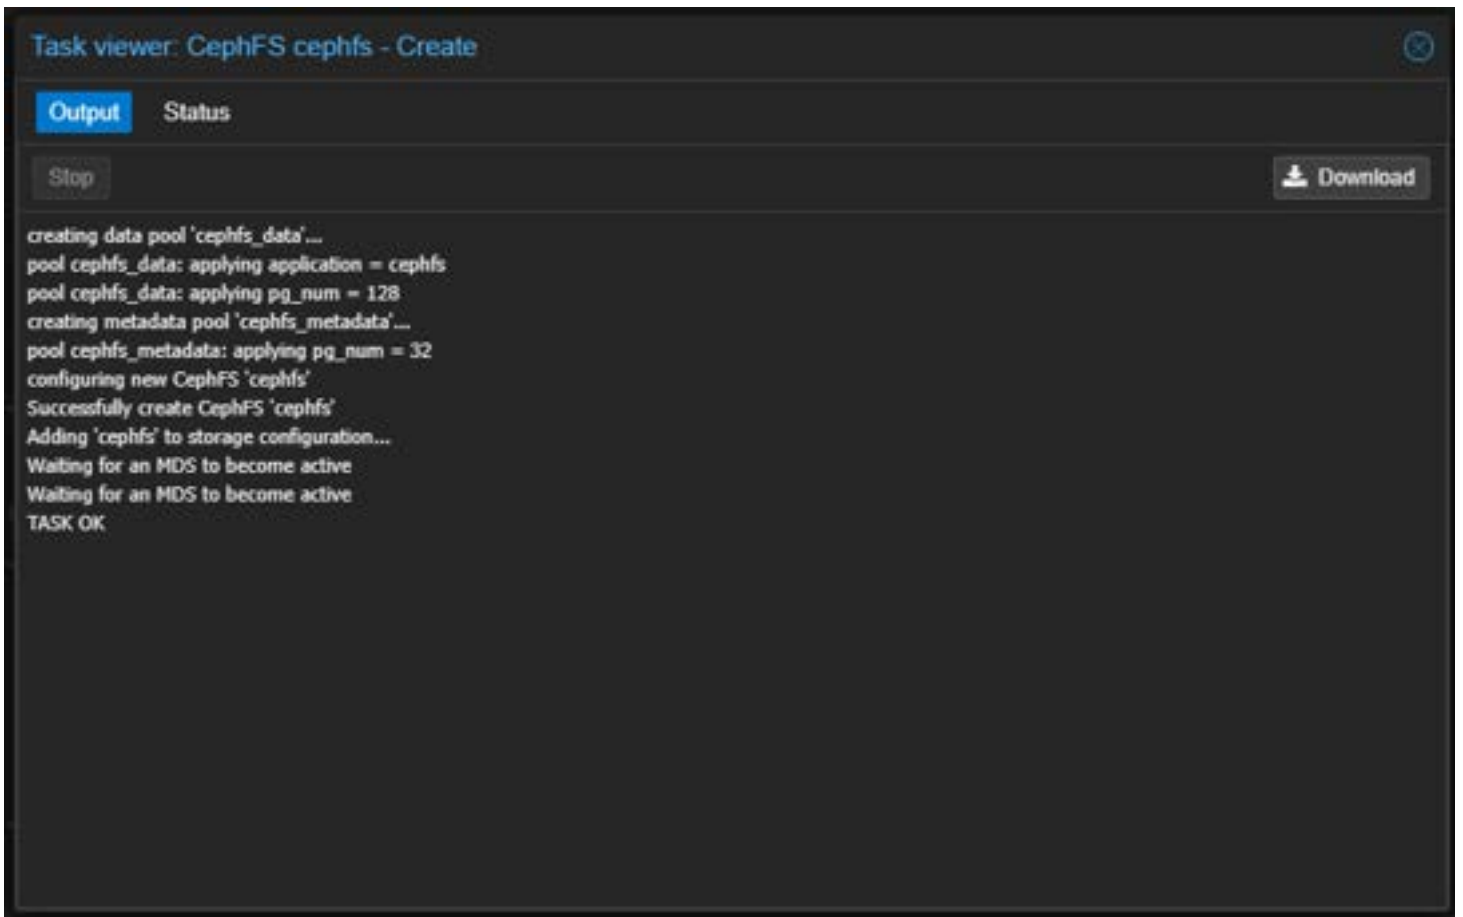 Task viewer: CephFS cephfs - Create
Output Status
Stop Download
creating data pool 'cephfs_data'...
pool cephfs_data: applying application = cephfs
pool cephfs_data: applying pg_num = 128
creating metadata pool 'cephfs_metadata'...
pool cephfs_metadata: applying pg_num = 32
configuring new CephFS 'cephfs'
Successfully create CephFS 'cephfs'
Adding 'cephfs' to storage configuration...
Waiting for an MDS to become active
Waiting for an MDS to become active
TASK OK